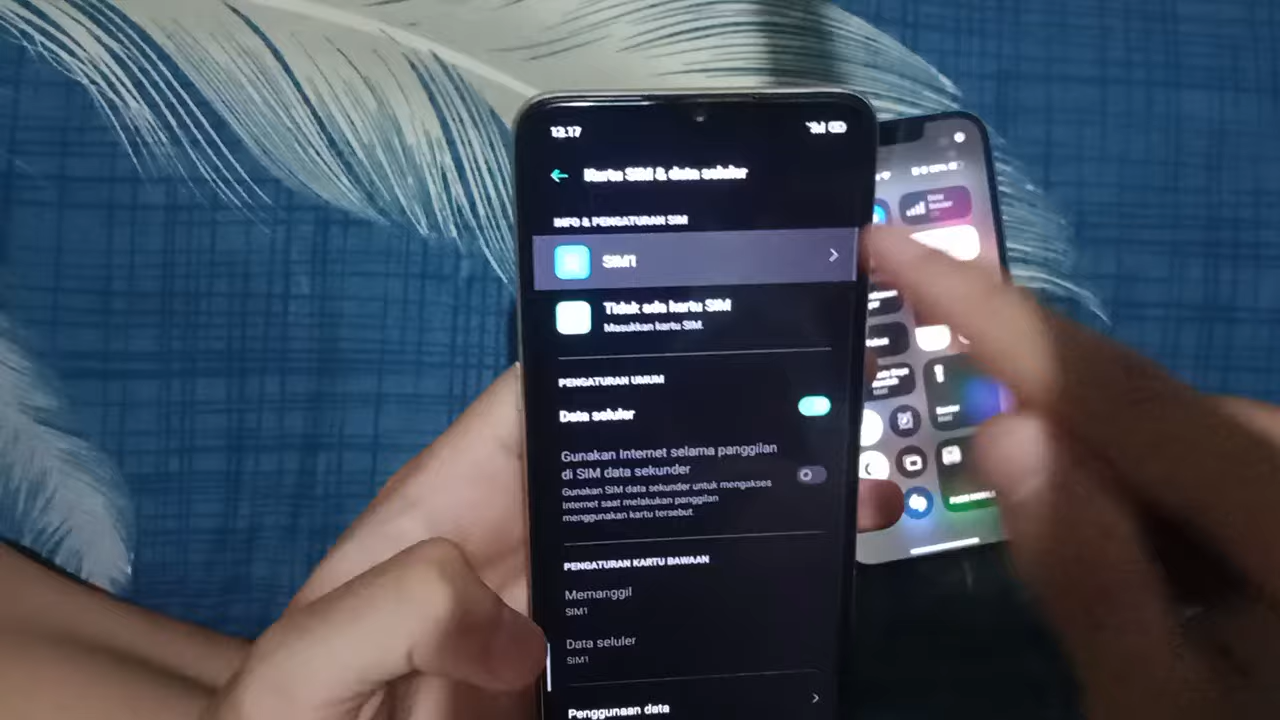 12.17
Kartu SIM & data seluler
INFO & PENGATURAN SIM
SIM1
Tidak ada kartu SIM
Masukkan kartu SIM.
PENGATURAN UMUM
Data seluler
Gunakan Internet selama panggilan
di SIM data sekunder
Gunakan SIM data sekunder untuk mengakses
Internet saat melakukan panggilan
menggunakan kartu tersebut.
PENGATURAN KARTU BAWAAN
Memanggil
SIM1
Data seluler
SIM1
Penggunaan data
Data
Seluler